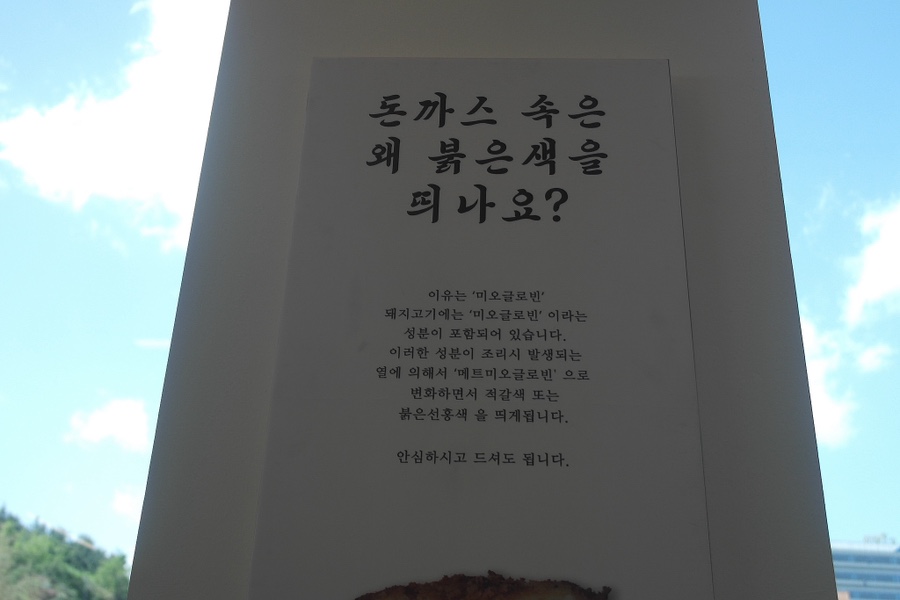 돈까스 속은
왜 붉은색을
띄나요?
이유는 '미오글로빈'
돼지고기에는 '미오글로빈' 이라는
성분이 포함되어 있습니다.
이러한 성분이 조리시 발생되는
열에 의해서 '메트미오글로빈' 으로
변화하면서 적갈색 또는
붉은선홍색 을 띄게됩니다.
안심하시고 드셔도 됩니다.